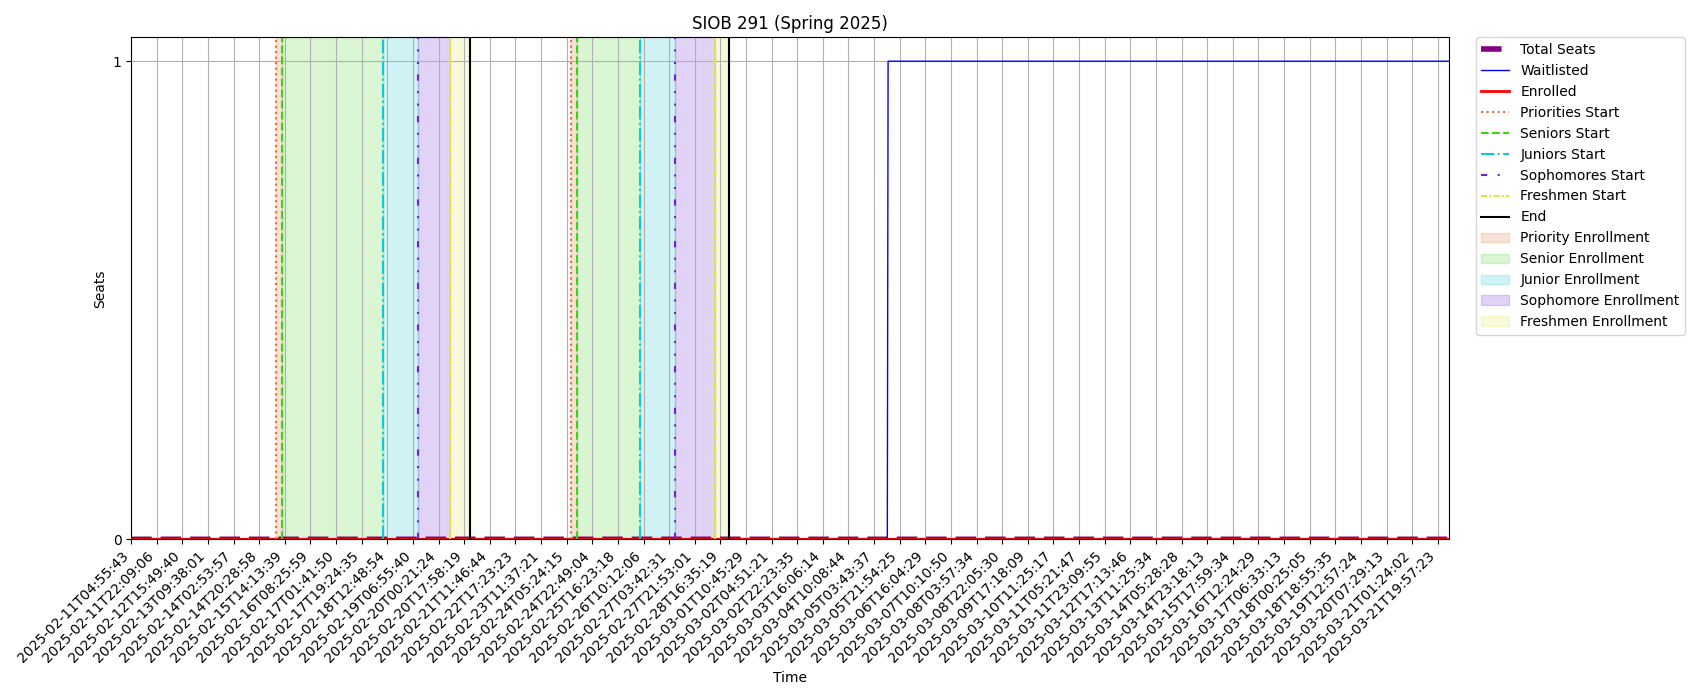 SIOB 291 (Spring 2025)
1
0
Seats
2025-02-11T04:55:43
2025-02-11T22:09:06
2025-02-12T15:49:40
2025-02-13T09:38:01
2025-02-14T02:53:57
2025-02-14T20:28:58
2025-02-15T14:13:39
2025-02-16T08:25:59
2025-02-17T01:41:50
2025-02-17T19:24:35
2025-02-18T12:48:54
2025-02-19T06:55:40
2025-02-20T00:21:24
2025-02-20T17:58:19
2025-02-21T11:46:44
2025-02-22T17:23:23
2025-02-23T11:37:21
2025-02-24T05:24:15
2025-02-24T22:49:04
2025-02-25T16:23:18
2025-02-26T10:12:06
2025-02-27T03:42:31
2025-02-27T21:53:01
2025-02-28T16:35:19
2025-03-01T10:45:29
2025-03-02T04:51:21
2025-03-02T22:23:35
2025-03-03T16:06:14
2025-03-04T10:08:44
2025-03-05T03:43:37
2025-03-05T21:54:25
2025-03-06T16:04:29
2025-03-07T10:10:50
2025-03-08T03:57:34
2025-03-08T22:05:30
2025-03-09T17:18:09
2025-03-10T11:25:17
2025-03-11T05:21:47
2025-03-11T23:09:55
2025-03-12T17:13:46
2025-03-13T11:25:34
2025-03-14T05:28:28
2025-03-14T23:18:13
2025-03-15T17:59:34
2025-03-16T12:24:29
2025-03-17T06:33:13
2025-03-18T00:25:05
2025-03-18T18:55:35
2025-03-19T12:57:24
2025-03-20T07:29:13
2025-03-21T01:24:02
2025-03-21T19:57:23
Time
Total Seats
Waitlisted
Enrolled
Priorities Start
Seniors Start
Juniors Start
Sophomores Start
Freshmen Start
End
Priority Enrollment
Senior Enrollment
Junior Enrollment
Sophomore Enrollment
Freshmen Enrollment